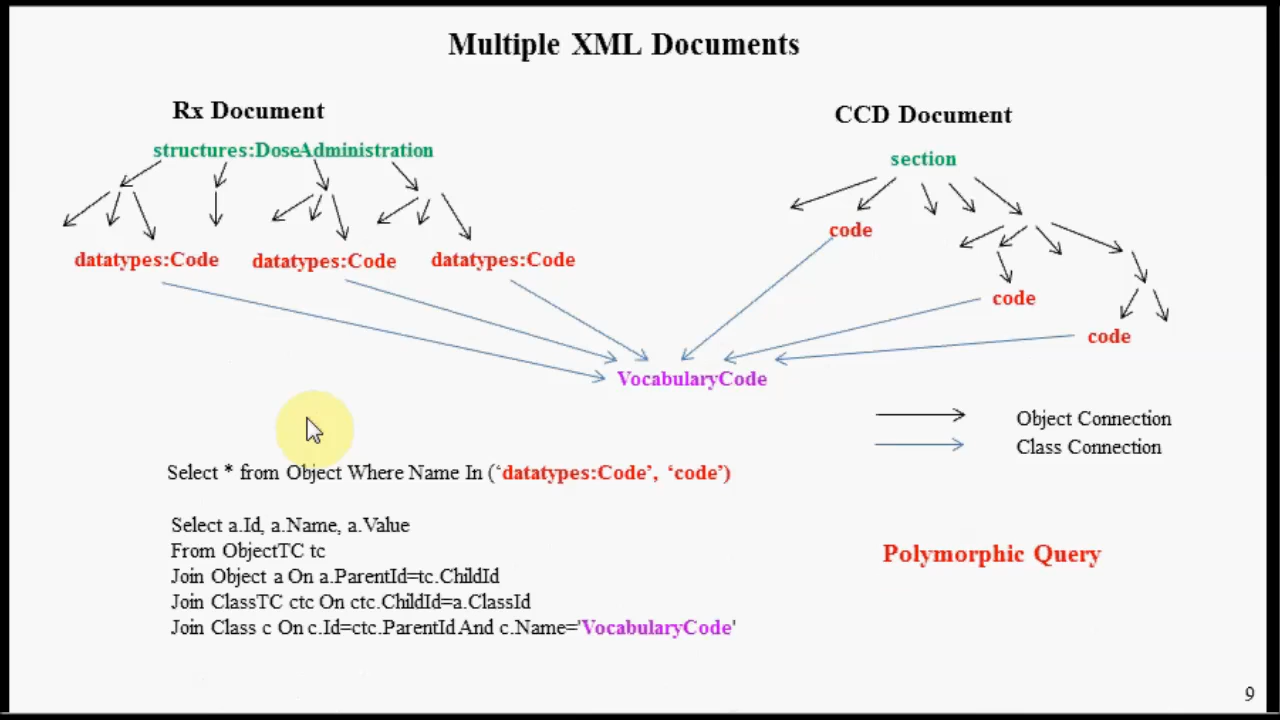 Multiple XML Documents
Rx Document
CCD Document
structures:DoseAdministration
section
code
datatypes:Code datatypes:Code datatypes:Code
code
code
VocabularyCode
Object Connection
Class Connection
Select * from Object Where Name In (‘datatypes:Code’, ‘code’)
Select a.Id, a.Name, a.Value
From ObjectTC tc
Join Object a On a.ParentId=tc.ChildId
Join ClassTC ctc On ctc.ChildId=a.ClassId
Join Class c On c.Id=ctc.ParentId And c.Name='VocabularyCode'
Polymorphic Query
9